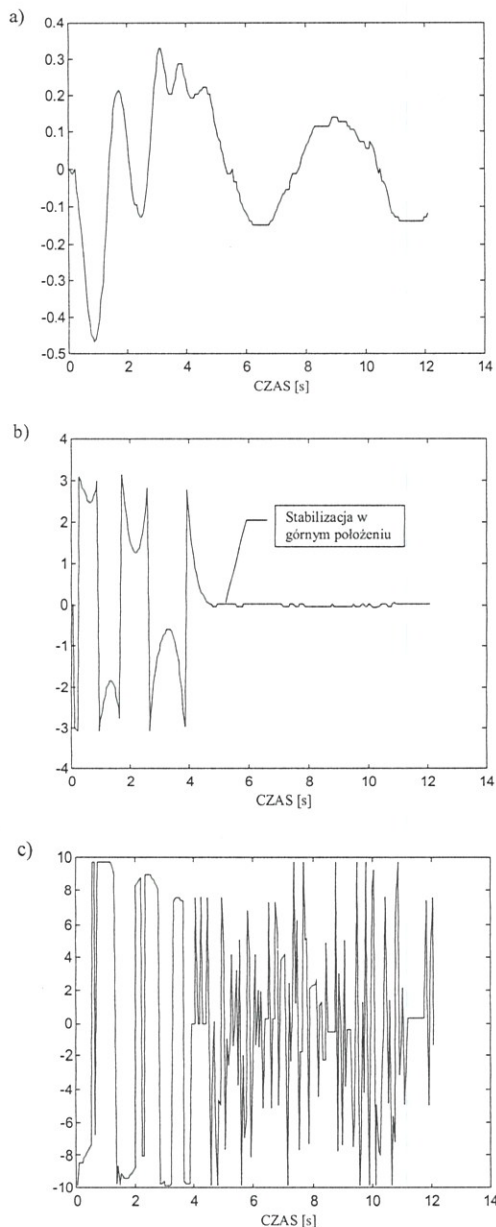 a)
0.4
0.3
0.2
0.1
0
-0.1
-0.2
-0.3
-0.4
-0.5
0 2 4 6 8 10 12 14
CZAS [s]
b)
4
3
2
1
0
-1
-2
-3
-4
Stabilizacja w
górnym położeniu
0 2 4 6 8 10 12 14
CZAS [s]
c)
10
8
6
4
2
0
-2
-4
-6
-8
-10
0 2 4 6 8 10 12 14
CZAS [s]